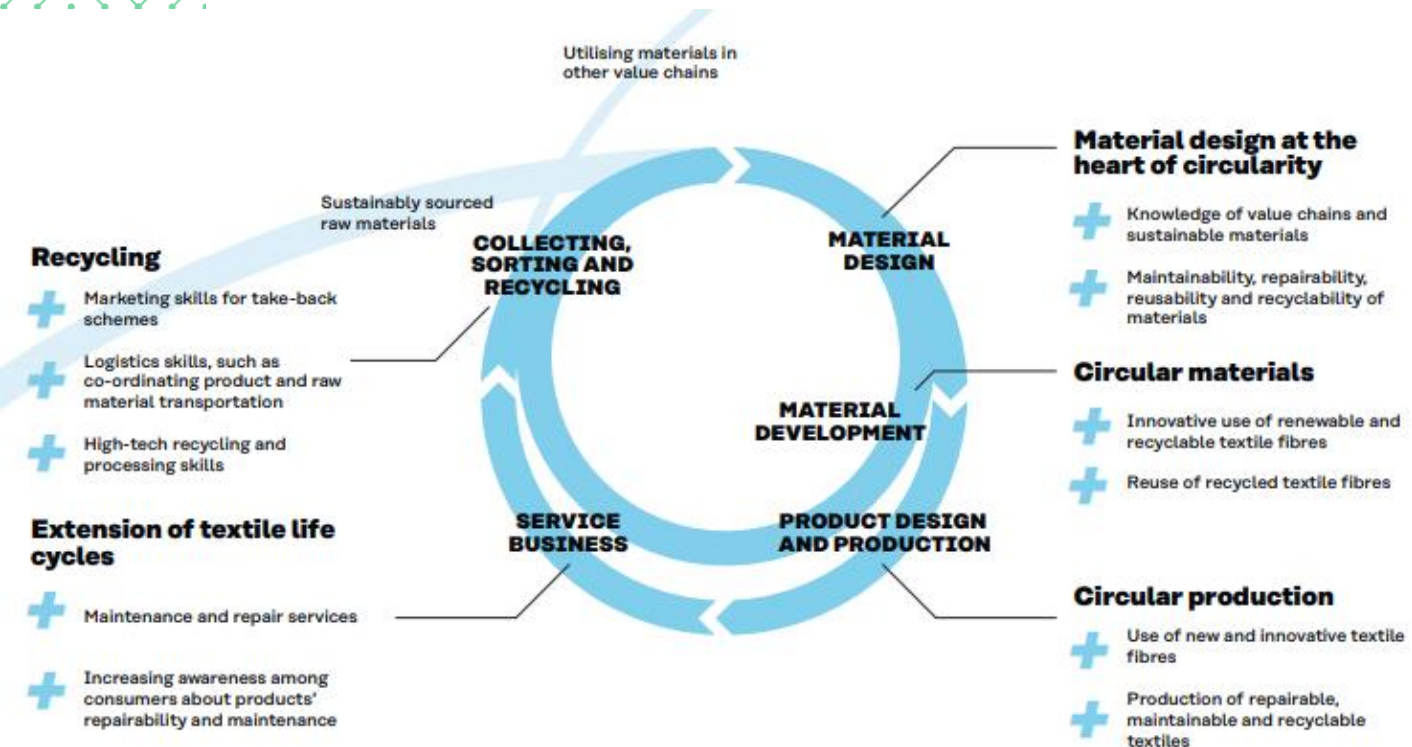 Utilising materials in
other value chains
Sustainably sourced
raw materials
COLLECTING,
SORTING AND
RECYCLING
MATERIAL
DESIGN
MATERIAL
DEVELOPMENT
SERVICE
BUSINESS
PRODUCT DESIGN
AND PRODUCTION
Recycling
Marketing skills for take-back
schemes
Logistics skills, such as
co-ordinating product and raw
material transportation
High-tech recycling and
processing skills
Extension of textile life
cycles
Maintenance and repair services
Increasing awareness among
consumers about products'
repairability and maintenance
Material design at the
heart of circularity
Knowledge of value chains and
sustainable materials
Maintainability, repairability,
reusability and recyclability of
materials
Circular materials
Innovative use of renewable and
recyclable textile fibres
Reuse of recycled textile fibres
Circular production
Use of new and innovative textile
fibres
Production of repairable,
maintainable and recyclable
textiles